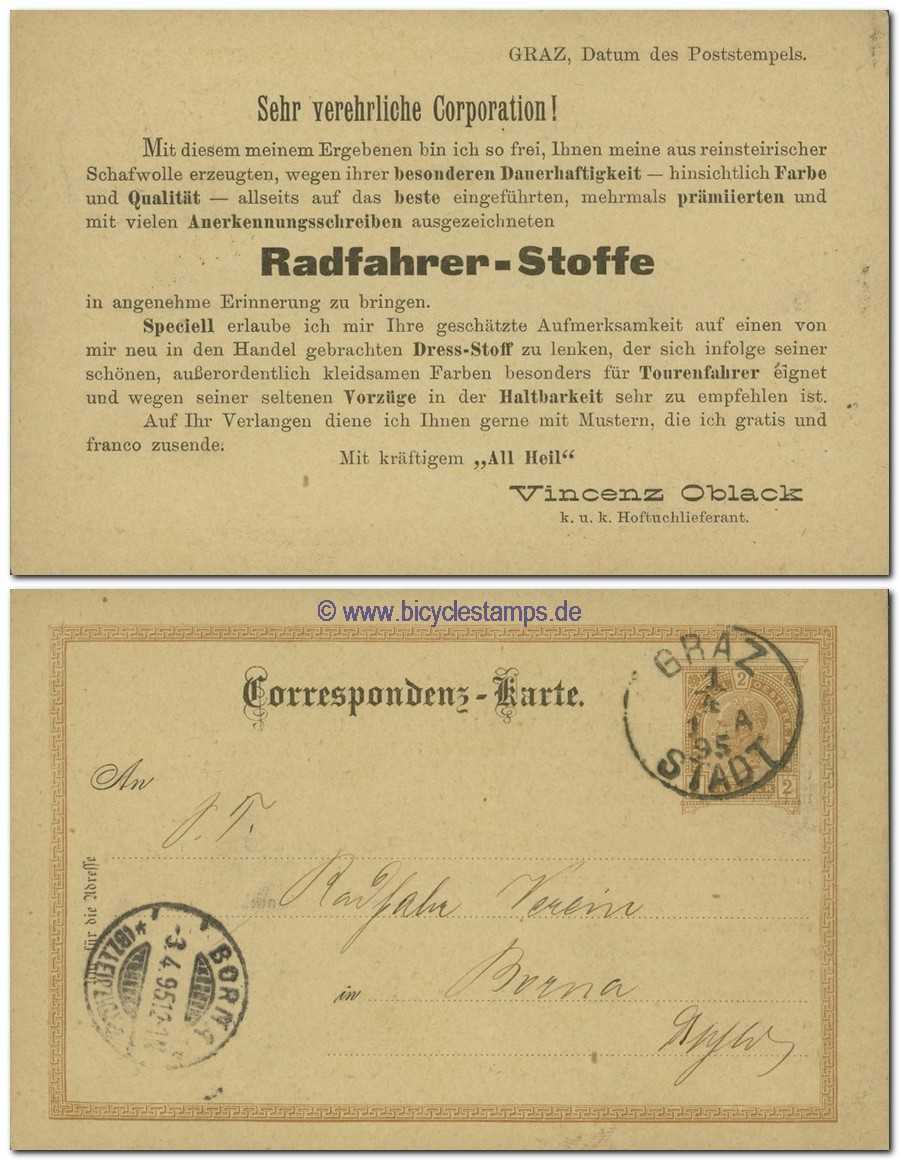 GRAZ, Datum des Poststempels.
Sehr verehrliche Corporation!
Mit diesem meinem Ergebenen bin ich so frei, Ihnen meine aus reinsteirischer
Schafwolle erzeugten, wegen ihrer besonderen Dauerhaftigkeit — hinsichtlich Farbe
und Qualität — allseits auf das beste eingeführten, mehrmals prämiierten und
mit vielen Anerkennungsschreiben ausgezeichneten
Radfahrer-Stoffe
in angenehme Erinnerung zu bringen.
Speciell erlaube ich mir Ihre geschätzte Aufmerksamkeit auf einen von
mir neu in den Handel gebrachten Dress-Stoff zu lenken, der sich infolge seiner
schönen, außerordentlich kleidsamen Farben besonders für Tourenfahrer eignet
und wegen seiner seltenen Vorzüge in der Haltbarkeit sehr zu empfehlen ist.
Auf Ihr Verlangen diene ich Ihnen gerne mit Mustern, die ich gratis und
franco zusende.
Mit kräftigem „All Heil“
Vincenz Oblack
k. u. k. Hoftuchlieferant.
© www.bicyclestamps.de
Correspondenz-Karte.
GRAZ
1
4
A
95
STADT
2
2
An
P. T.
Radfahr Verein
in Borna
für die Adresse
BORNA
-3.4.95